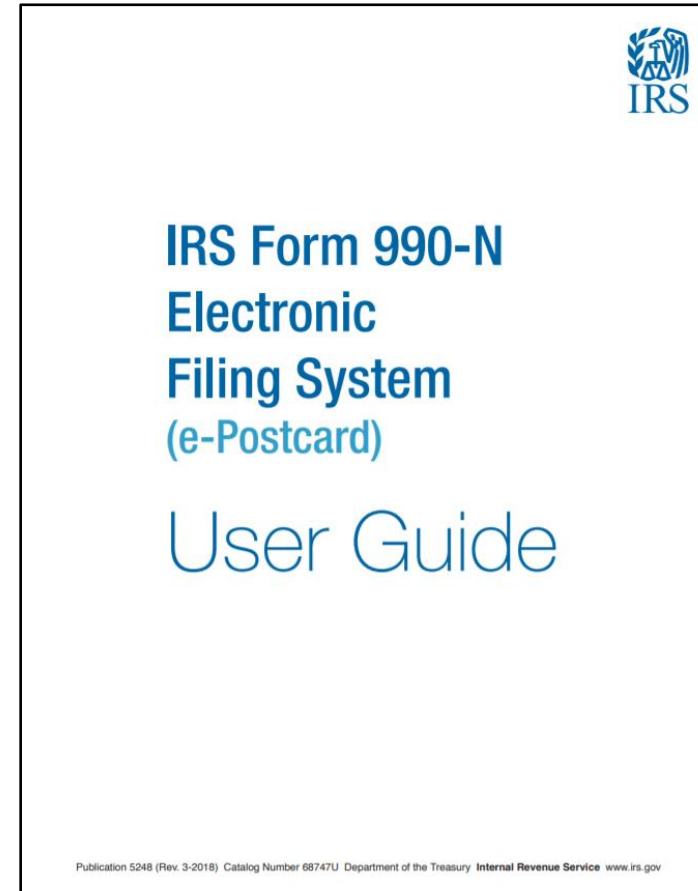 IRS
IRS Form 990-N
Electronic
Filing System
(e-Postcard)
User Guide
Publication 5248 (Rev. 3-2018) Catalog Number 68747U Department of the Treasury Internal Revenue Service www.irs.gov